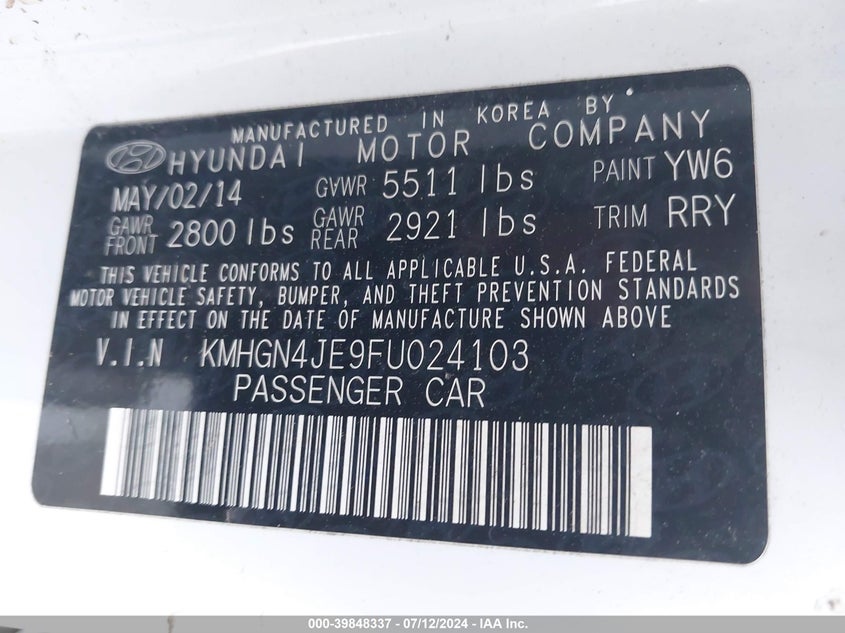 MANUFACTURED IN KOREA BY
HYUNDAI MOTOR COMPANY
MAY/02/14 GVWR 5511 lbs PAINT YW6
GAWR FRONT 2800 lbs GAWR REAR 2921 lbs TRIM RRY
THIS VEHICLE CONFORMS TO ALL APPLICABLE U.S.A. FEDERAL
MOTOR VEHICLE SAFETY, BUMPER, AND THEFT PREVENTION STANDARDS
IN EFFECT ON THE DATE OF MANUFACTURE SHOWN ABOVE
V.I.N KMHGN4JE9FU024103
PASSENGER CAR
000-39848337 - 07/12/2024 - IAA Inc.